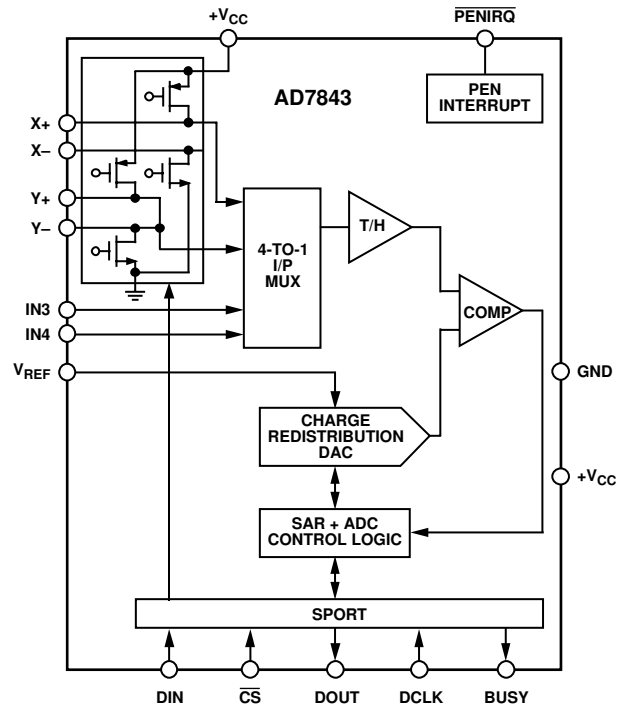 +VCC
PENIRQ
AD7843
PEN
INTERRUPT
X+
X–
Y+
Y–
4-TO-1
I/P
MUX
T/H
COMP
IN3
IN4
VREF
GND
CHARGE
REDISTRIBUTION
DAC
+VCC
SAR + ADC
CONTROL LOGIC
SPORT
DIN
CS
DOUT
DCLK
BUSY